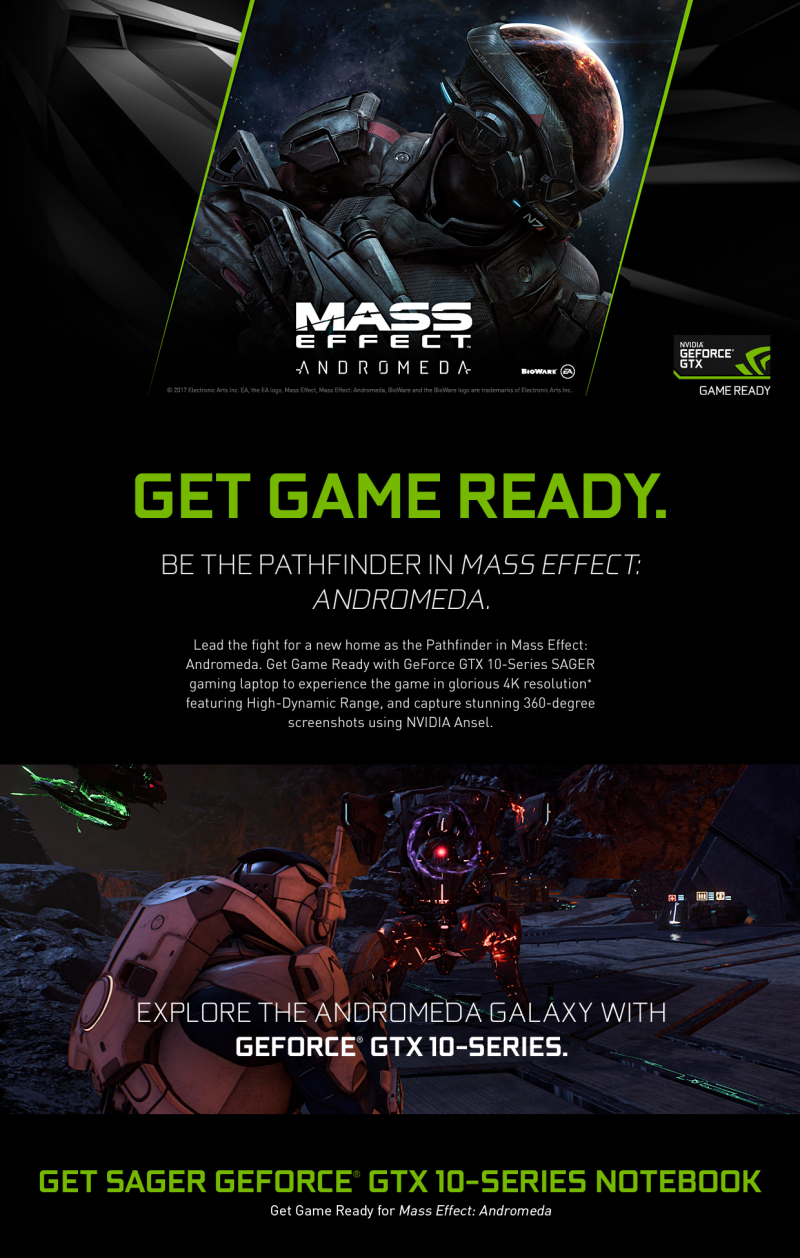 N7
MASS
EFFECT™
ANDROMEDA
BIOWARE EA
© 2017 Electronic Arts Inc. EA, the EA logo, Mass Effect, Mass Effect: Andromeda, BioWare and the BioWare logo are trademarks of Electronic Arts Inc.
NVIDIA®
GEFORCE®
GTX
GAME READY
GET GAME READY.
BE THE PATHFINDER IN MASS EFFECT:
ANDROMEDA.
Lead the fight for a new home as the Pathfinder in Mass Effect:
Andromeda. Get Game Ready with GeForce GTX 10-Series SAGER
gaming laptop to experience the game in glorious 4K resolution*
featuring High-Dynamic Range, and capture stunning 360-degree
screenshots using NVIDIA Ansel.
EXPLORE THE ANDROMEDA GALAXY WITH
GEFORCE® GTX 10-SERIES.
GET SAGER GEFORCE® GTX 10-SERIES NOTEBOOK
Get Game Ready for Mass Effect: Andromeda